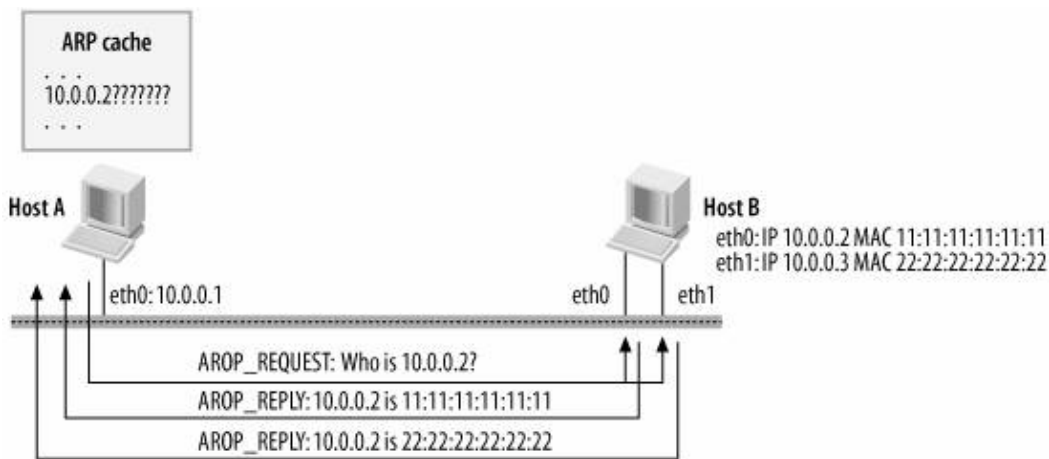 ARP cache
. . .
10.0.0.2???????
. . .
Host A
Host B
eth0: IP 10.0.0.2 MAC 11:11:11:11:11:11
eth1: IP 10.0.0.3 MAC 22:22:22:22:22:22
eth0: 10.0.0.1
eth0
eth1
AROP_REQUEST: Who is 10.0.0.2?
AROP_REPLY: 10.0.0.2 is 11:11:11:11:11:11
AROP_REPLY: 10.0.0.2 is 22:22:22:22:22:22